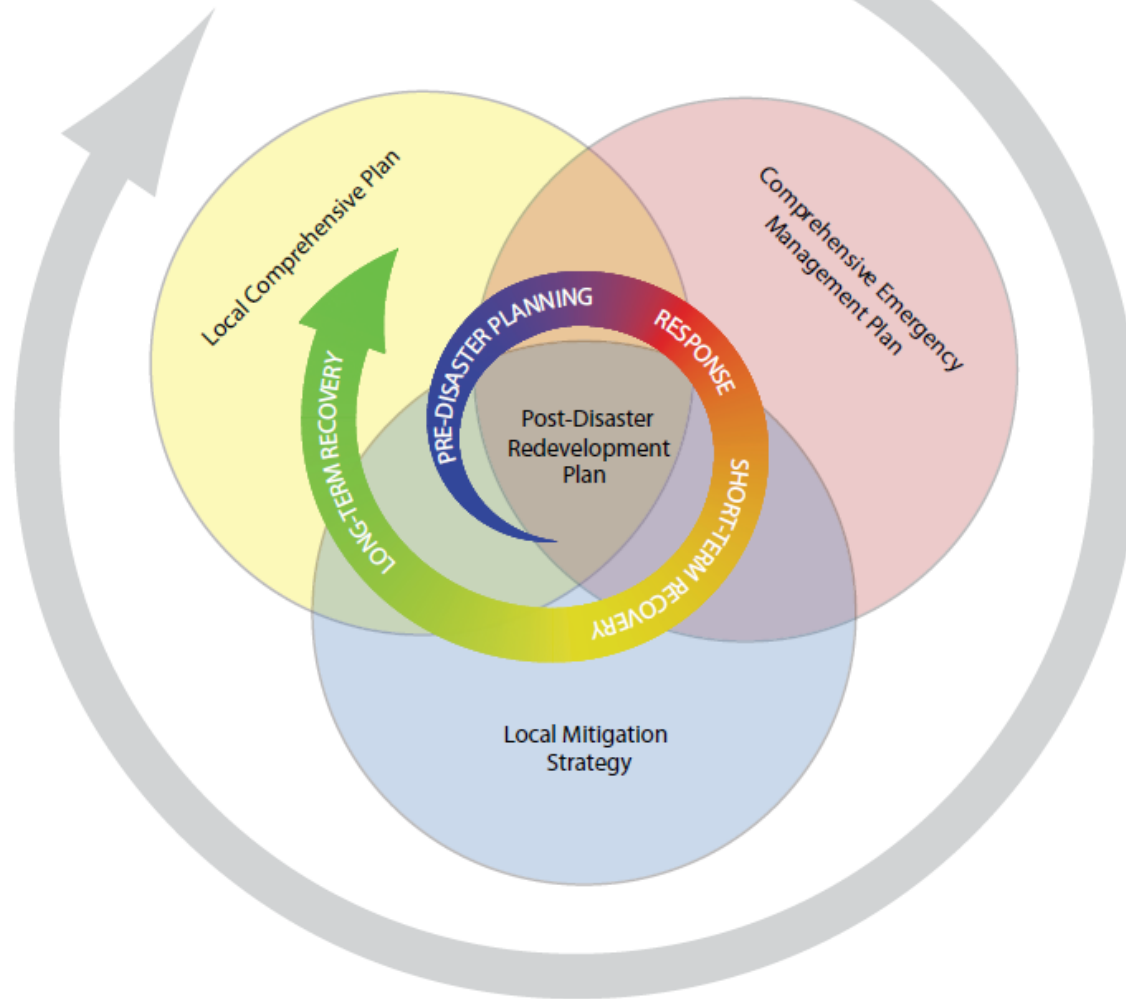 Local Comprehensive Plan
Comprehensive Emergency
Management Plan
PRE-DISASTER PLANNING
RESPONSE
SHORT-TERM RECOVERY
LONG-TERM RECOVERY
Post-Disaster
Redevelopment
Plan
Local Mitigation
Strategy